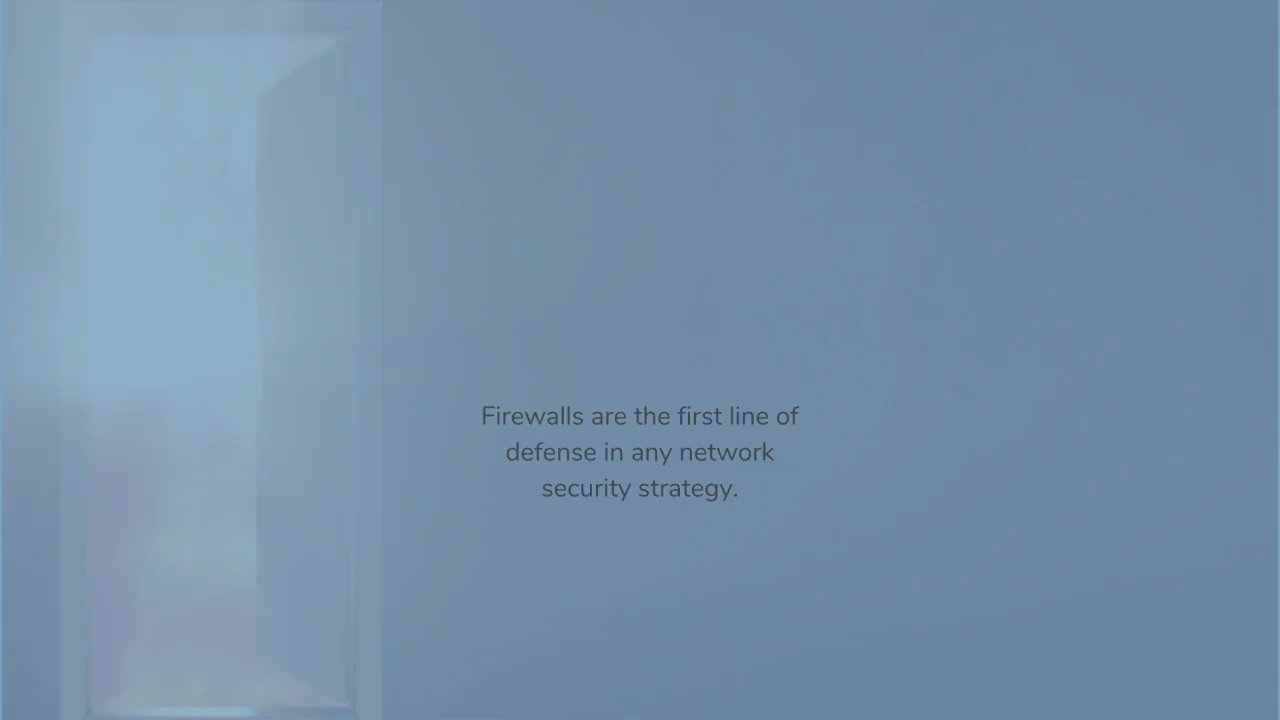 Firewalls are the first line of
defense in any network
security strategy.